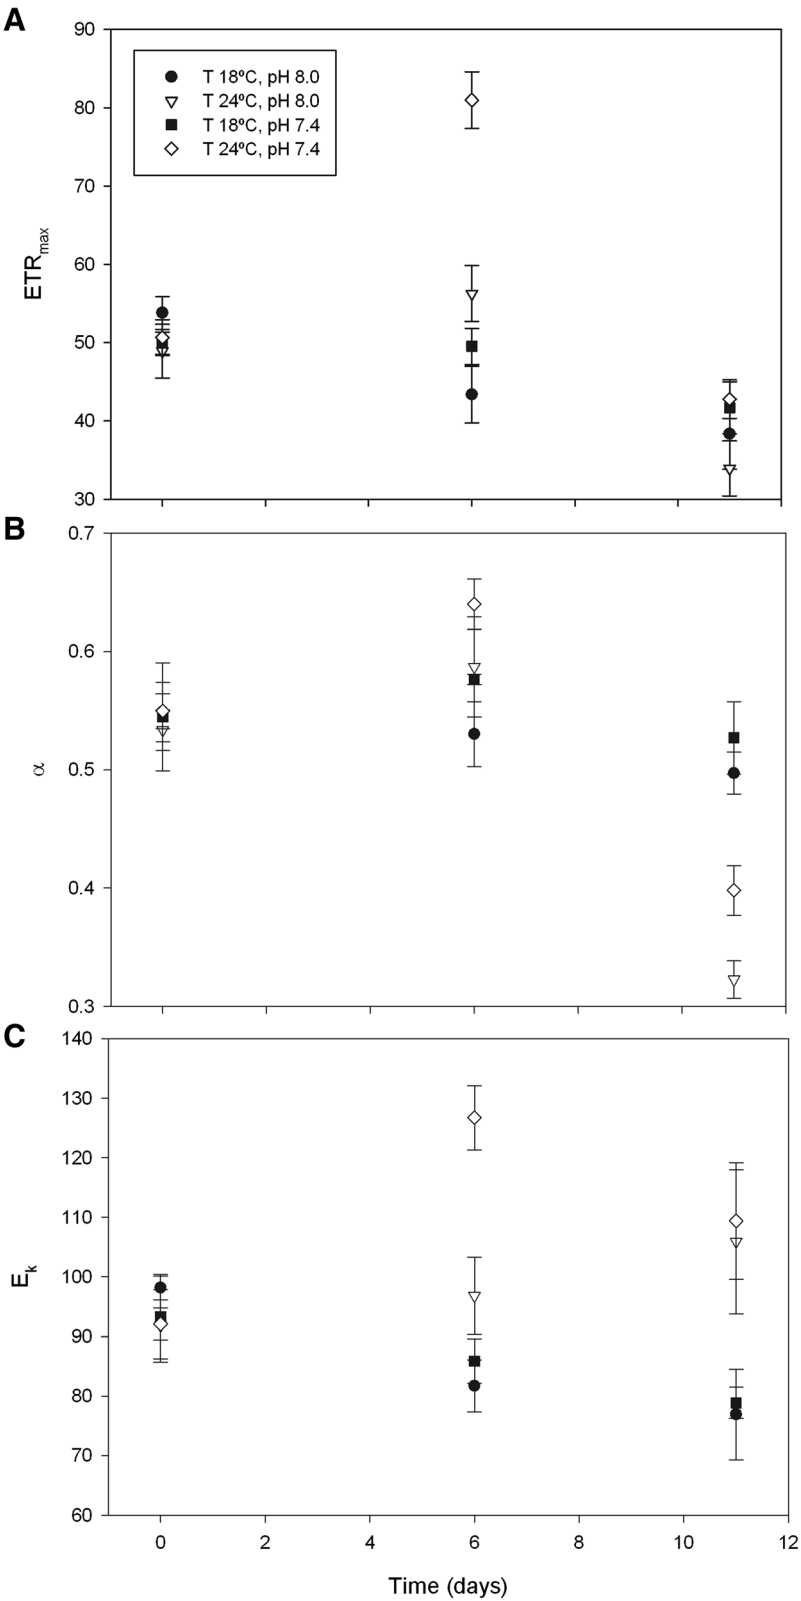 A
90
80
70
60
50
40
30
ETRmax
T 18ºC, pH 8.0
T 24ºC, pH 8.0
T 18ºC, pH 7.4
T 24ºC, pH 7.4
B
0.7
0.6
0.5
0.4
0.3
α
C
140
130
120
110
100
90
80
70
60
Ek
0 2 4 6 8 10 12
Time (days)